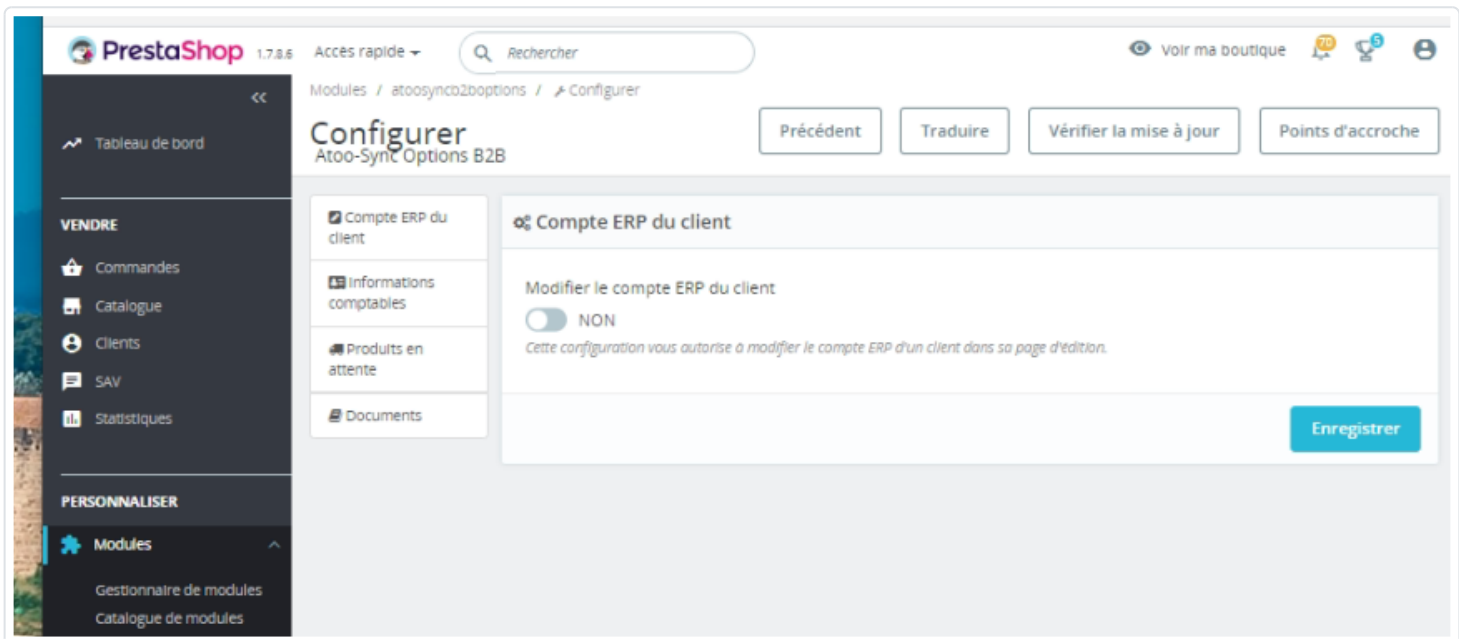 PrestaShop 1.7.8.6 Accès rapide Rechercher Voir ma boutique 70 5
Modules / atoosyncb2boptions / Configurer
Configurer
Atoo-Sync Options B2B
Précédent Traduire Vérifier la mise à jour Points d'accroche
Tableau de bord
VENDRE
Commandes
Catalogue
Clients
SAV
Statistiques
PERSONNALISER
Modules
Gestionnaire de modules
Catalogue de modules
Compte ERP du
client
Informations
comptables
Produits en
attente
Documents
Compte ERP du client
Modifier le compte ERP du client
NON
Cette configuration vous autorise à modifier le compte ERP d'un client dans sa page d'édition.
Enregistrer